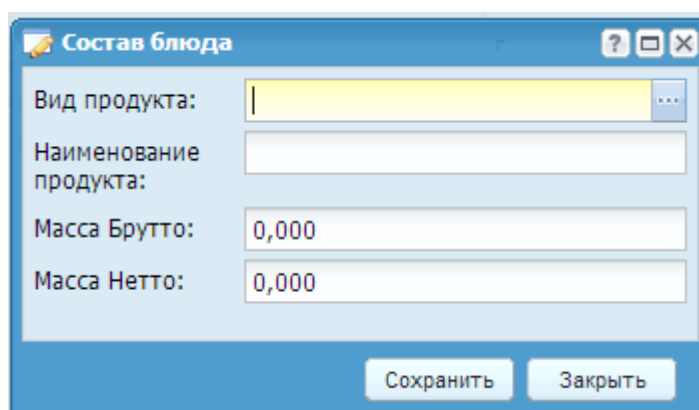 Состав блюда
Вид продукта:
Наименование
продукта:
Масса Брутто: 0,000
Масса Нетто: 0,000
Сохранить Закрыть